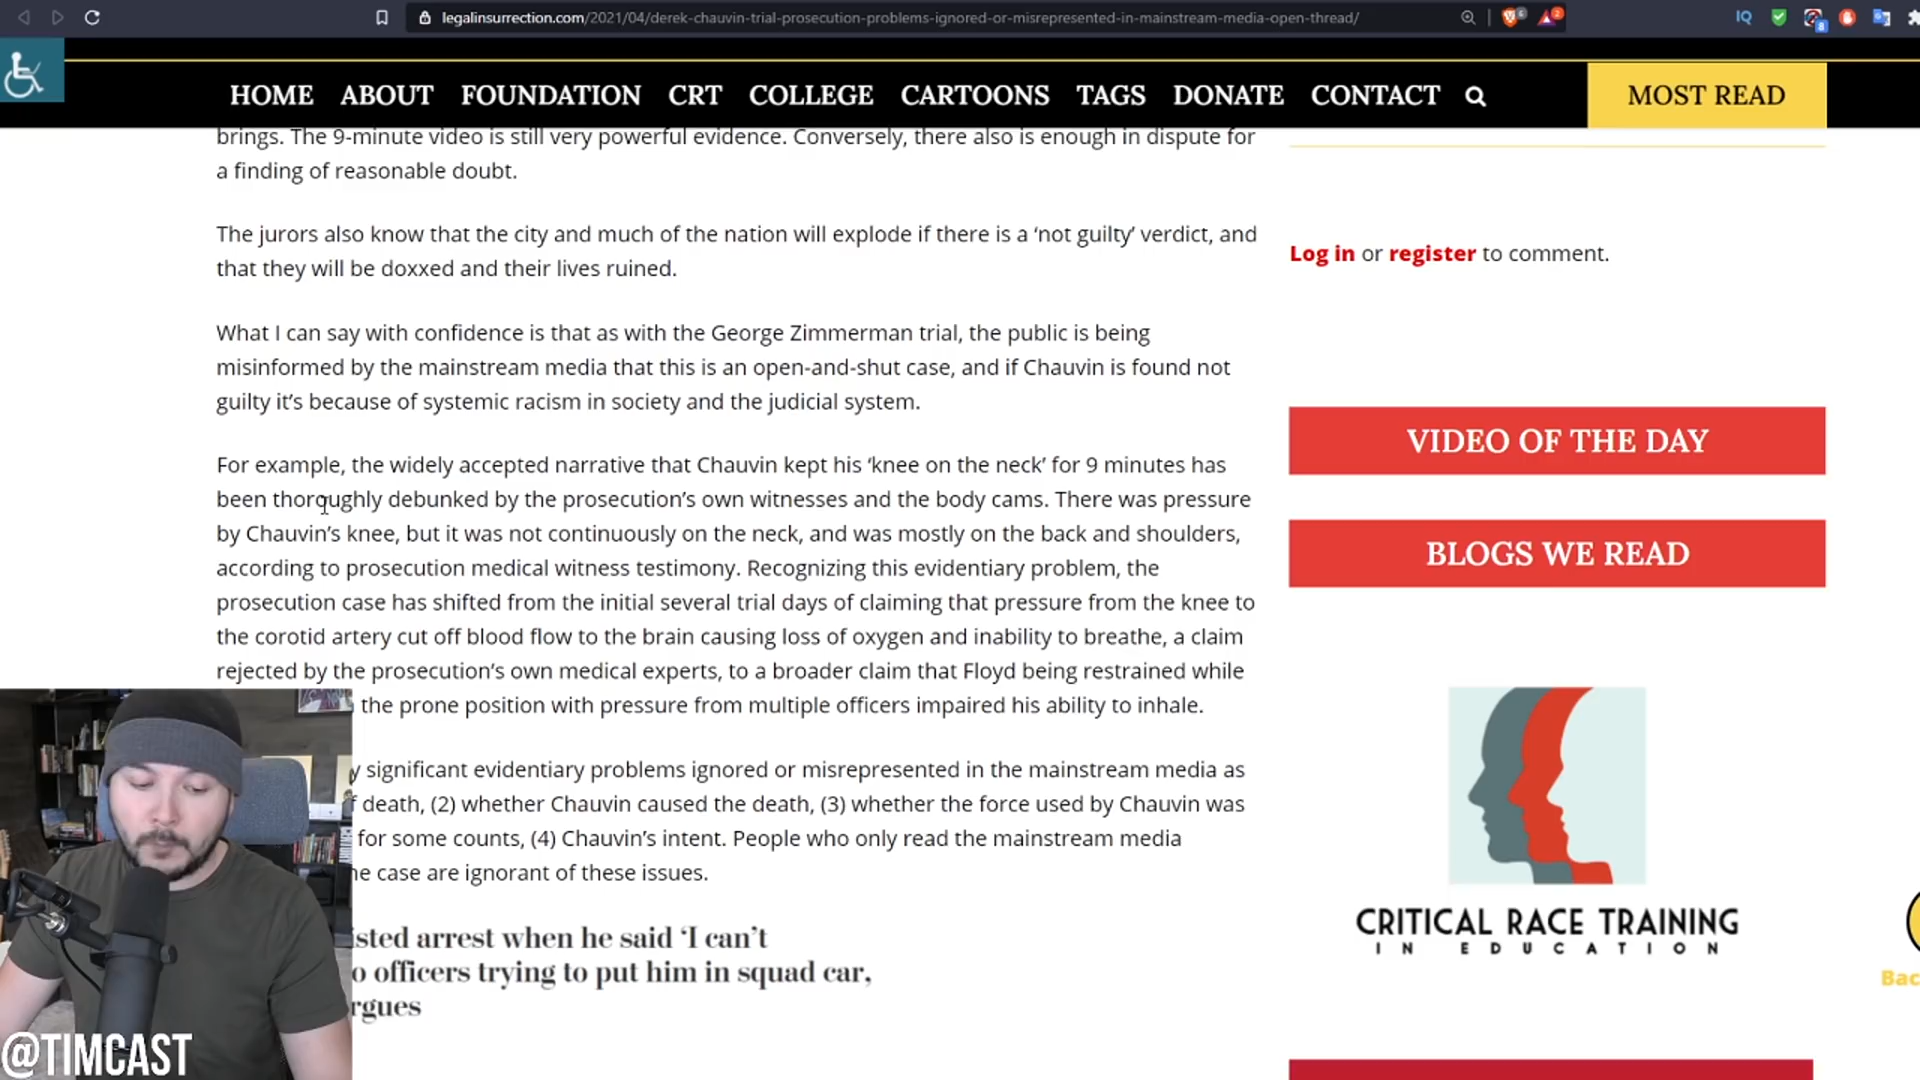 legalinsurrection.com/2021/04/derek-chauvin-trial-prosecution-problems-ignored-or-misrepresented-in-mainstream-media-open-thread/
HOME ABOUT FOUNDATION CRT COLLEGE CARTOONS TAGS DONATE CONTACT MOST READ
brings. The 9-minute video is still very powerful evidence. Conversely, there also is enough in dispute for
a finding of reasonable doubt.
The jurors also know that the city and much of the nation will explode if there is a ‘not guilty’ verdict, and
that they will be doxxed and their lives ruined.
What I can say with confidence is that as with the George Zimmerman trial, the public is being
misinformed by the mainstream media that this is an open-and-shut case, and if Chauvin is found not
guilty it’s because of systemic racism in society and the judicial system.
For example, the widely accepted narrative that Chauvin kept his ‘knee on the neck’ for 9 minutes has
been thoroughly debunked by the prosecution’s own witnesses and the body cams. There was pressure
by Chauvin’s knee, but it was not continuously on the neck, and was mostly on the back and shoulders,
according to prosecution medical witness testimony. Recognizing this evidentiary problem, the
prosecution case has shifted from the initial several trial days of claiming that pressure from the knee to
the corotid artery cut off blood flow to the brain causing loss of oxygen and inability to breathe, a claim
rejected by the prosecution’s own medical experts, to a broader claim that Floyd being restrained while
the prone position with pressure from multiple officers impaired his ability to inhale.
y significant evidentiary problems ignored or misrepresented in the mainstream media as
f death, (2) whether Chauvin caused the death, (3) whether the force used by Chauvin was
for some counts, (4) Chauvin’s intent. People who only read the mainstream media
he case are ignorant of these issues.
isted arrest when he said ‘I can’t
o officers trying to put him in squad car,
rgues
@TIMCAST
Log in or register to comment.
VIDEO OF THE DAY
BLOGS WE READ
CRITICAL RACE TRAINING
IN EDUCATION
Bac